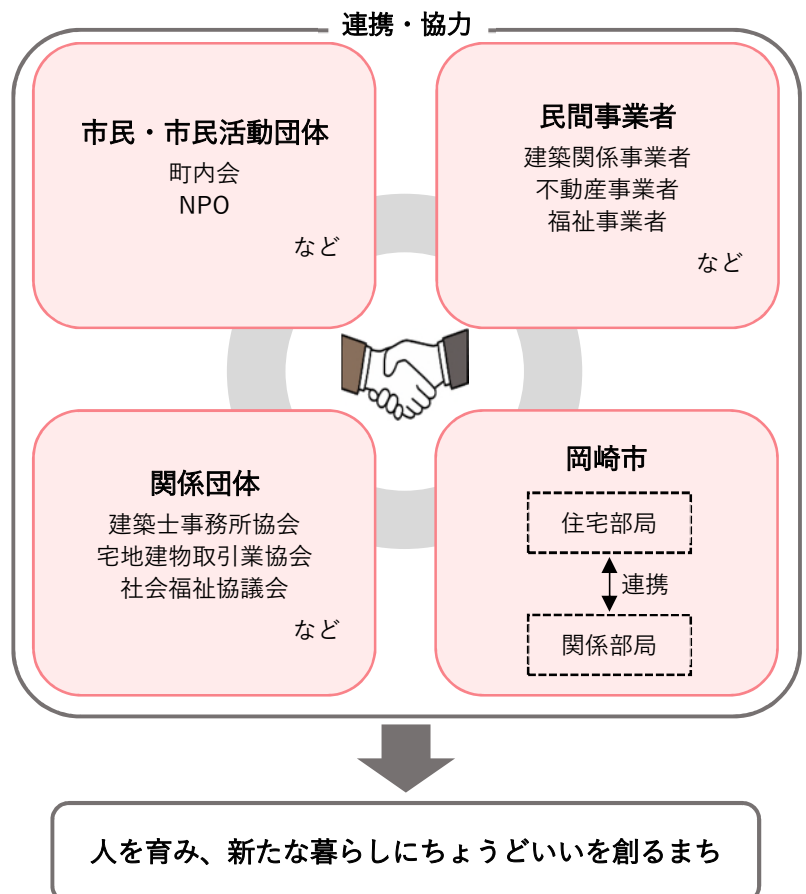 連携・協力
市民・市民活動団体
町内会
NPO
など
民間事業者
建築関係事業者
不動産事業者
福祉事業者
など
関係団体
建築士事務所協会
宅地建物取引業協会
社会福祉協議会
など
岡崎市
住宅部局
連携
関係部局
人を育み、新たな暮らしにちょうどいいを創るまち